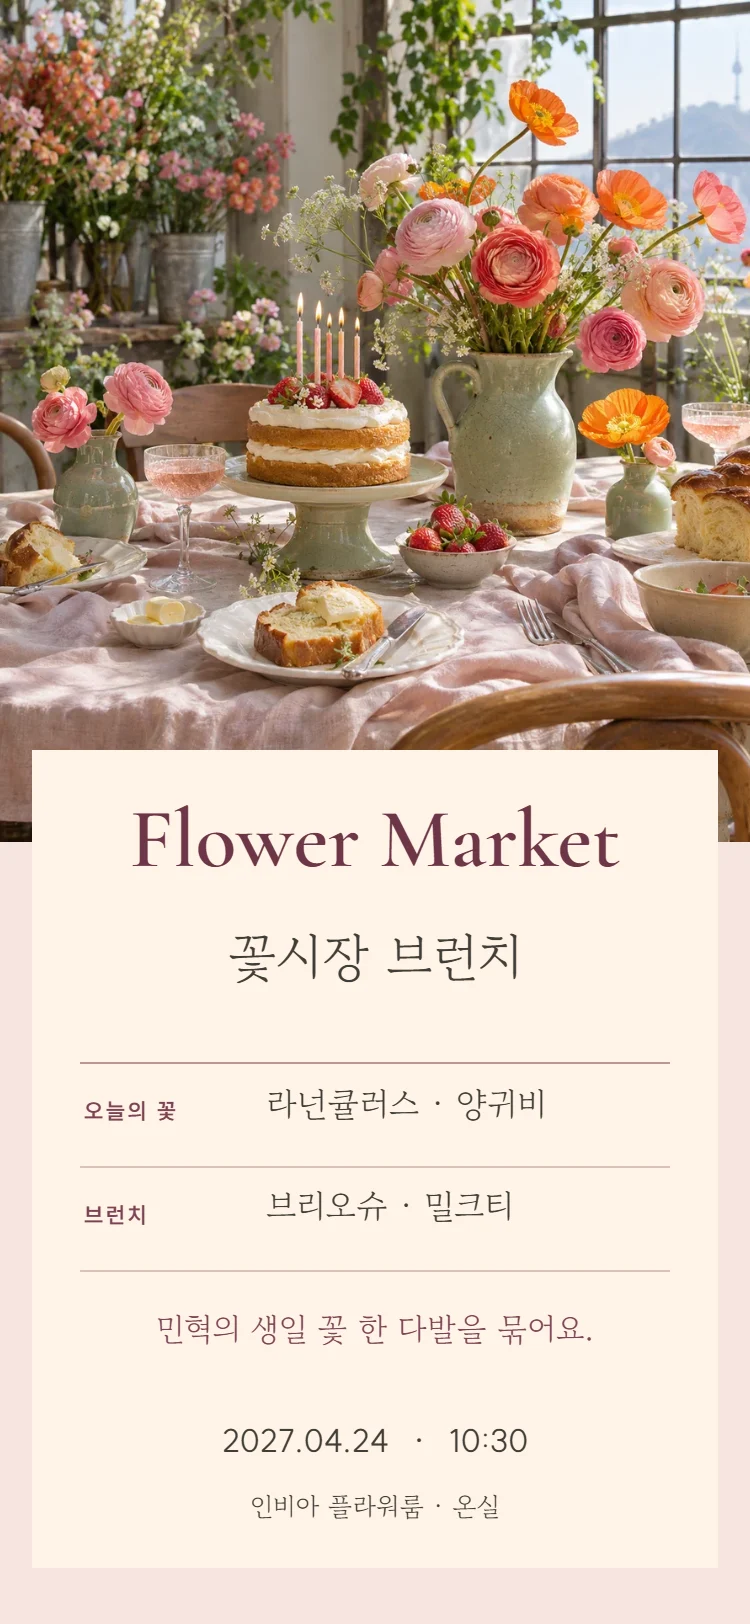 Flower Market
꽃시장 브런치
오늘의 꽃 라넌큘러스 · 양귀비
브런치 브리오슈 · 밀크티
민혁의 생일 꽃 한 다발을 묶어요.
2027.04.24 · 10:30
인비아 플라워룸 · 온실